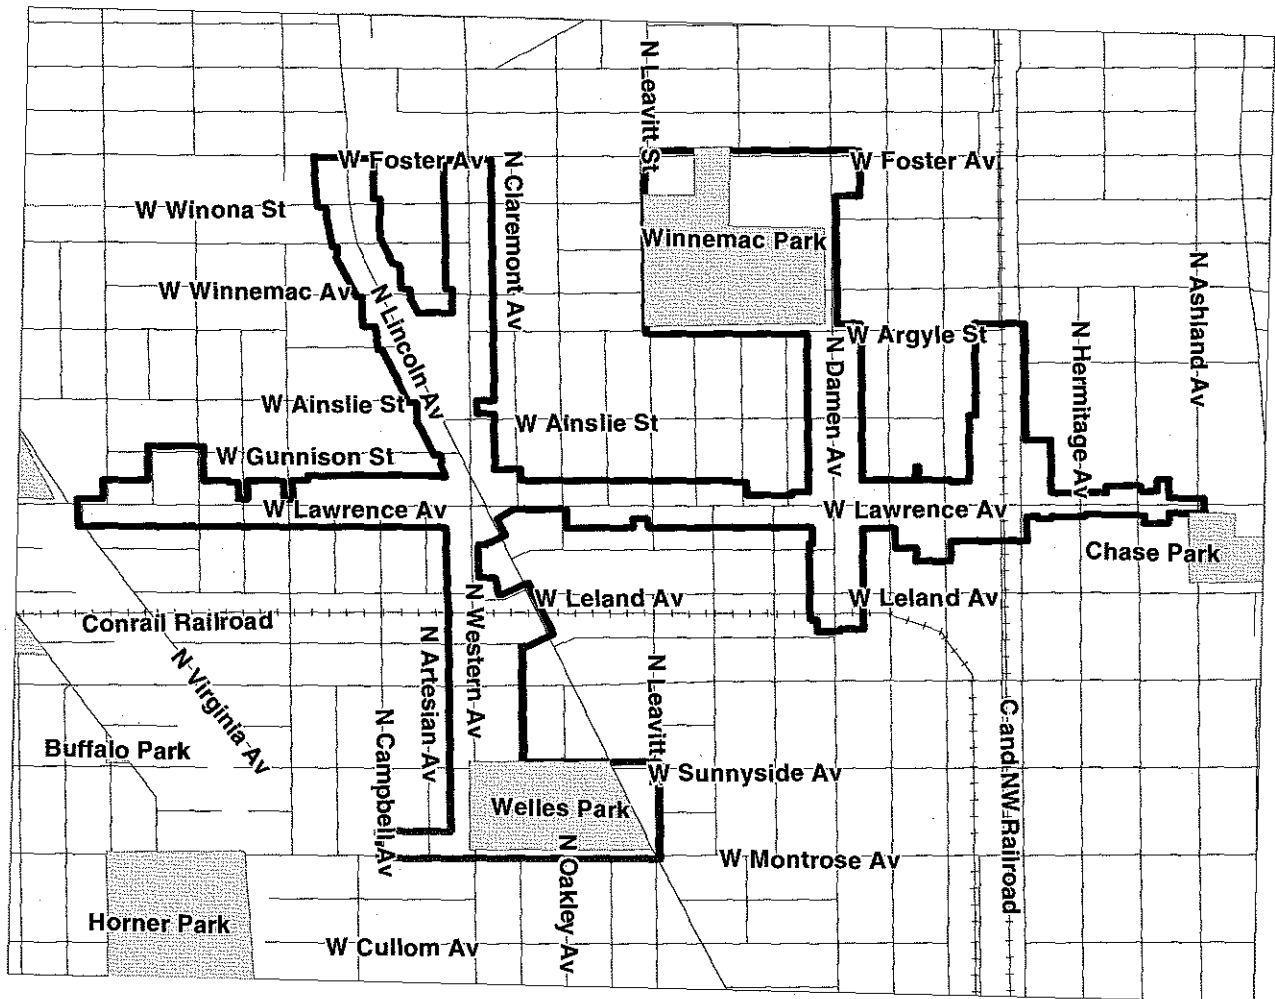 N Leavitt St
W Foster Av
N Claremont Av
W Foster Av
W Winona St
Winnemac Park
W Winnemac Av
N Lincoln Av
N Ashland Av
W Argyle St
N Hermitage Av
N Damen Av
W Ainslie St
W Ainslie St
W Gunnison St
W Lawrence Av
W Lawrence Av
Chase Park
W Leland Av
W Leland Av
Conrail Railroad
N Western Av
N Artesian Av
N Virginia Av
N Leavitt
N Campbell Av
C and NW Railroad
Buffalo Park
W Sunnyside Av
Welles Park
N Oakley Av
W Montrose Av
Horner Park
W Cullom Av